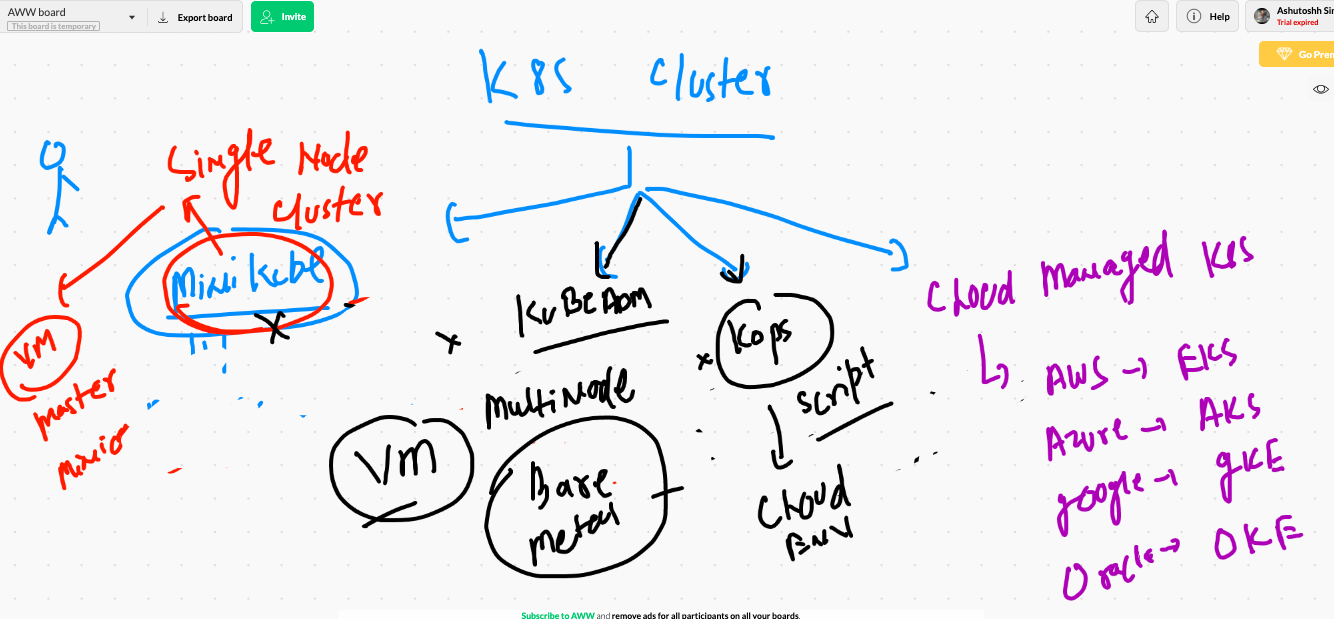 AWW board
This board is temporary
Export board
Invite
Help
Ashutoshh Sin
Trial expired
Go Prem
K8S Cluster
Single Node
Cluster
Minikube
VM
master
KuBEADM
MultiNode
VM
Bare
metal
Kops
script
Cloud
Env
Cloud Managed K8S
AWS → EKS
Azure → AKS
google → gKE
Oracle → OKE
Subscribe to AWW and remove ads for all participants on all your boards.